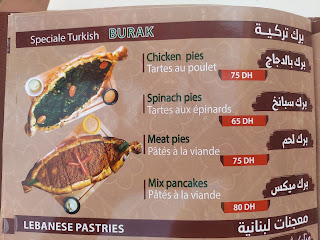 Speciale Turkish BURAK برك تركية
Chicken pies برك بالدجاج
Tartes au poulet
75 DH
Spinach pies برك سبانخ
Tartes aux épinards
65 DH
Meat pies برك لحم
Pâtés à la viande
75 DH
Mix pancakes برك ميكس
Pâtés à la viande
80 DH
LEBANESE PASTRIES معجنات لبنانية